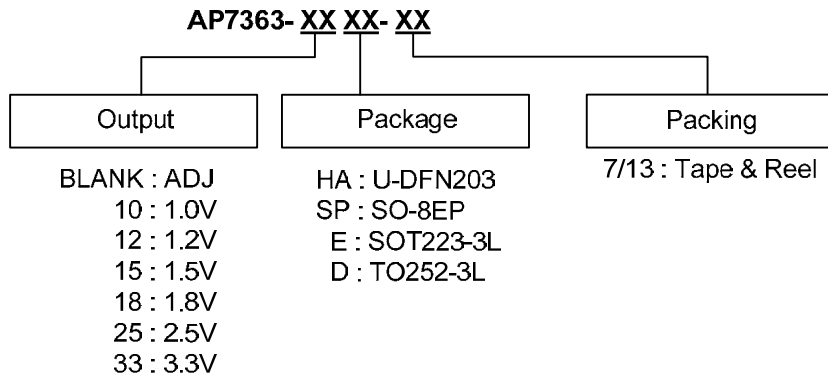 AP7363- XX XX- XX
Output
Package
Packing
BLANK : ADJ
10 : 1.0V
12 : 1.2V
15 : 1.5V
18 : 1.8V
25 : 2.5V
33 : 3.3V
HA : U-DFN203
SP : SO-8EP
E : SOT223-3L
D : TO252-3L
7/13 : Tape & Reel